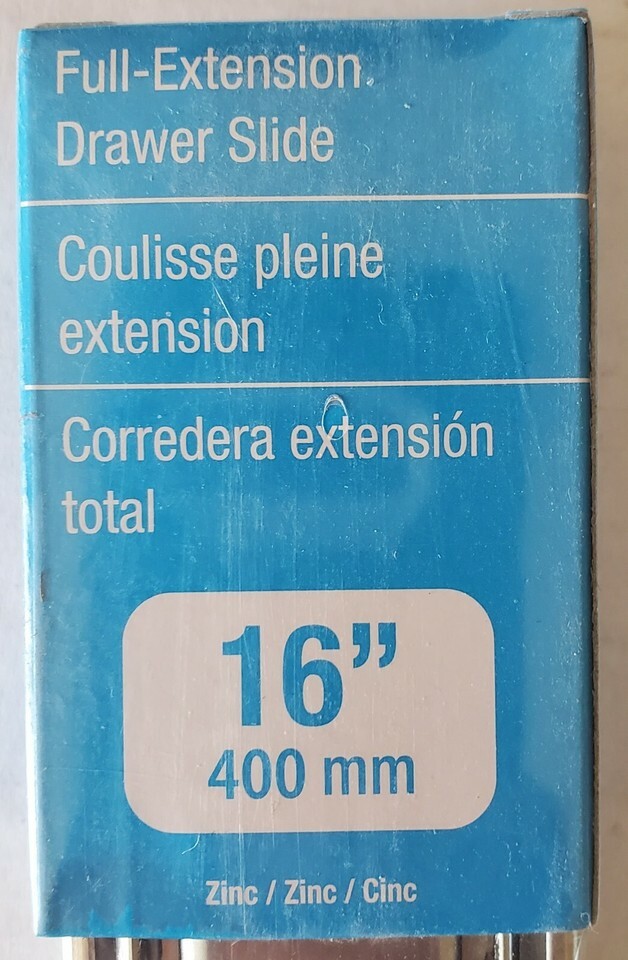 Full-Extension
Drawer Slide
Coulisse pleine
extension
Corredera extensión
total
16”
400 mm
Zinc / Zinc / Cinc